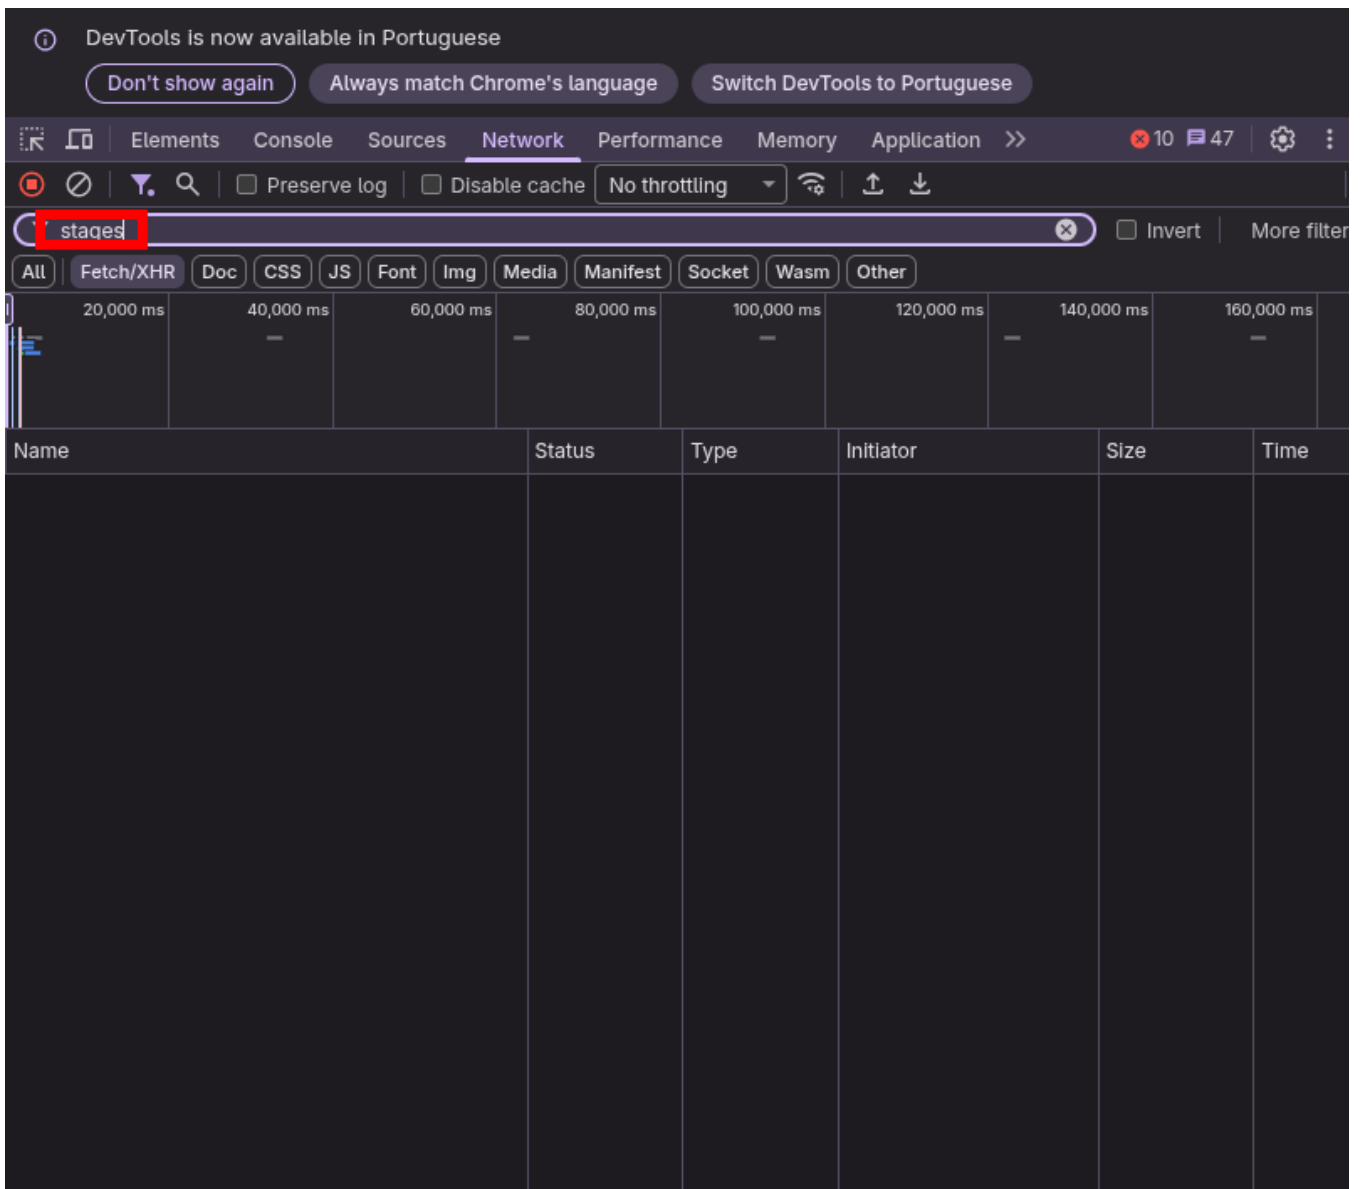 DevTools is now available in Portuguese
Don't show again Always match Chrome's language Switch DevTools to Portuguese
Elements Console Sources Network Performance Memory Application 10 47
Preserve log Disable cache No throttling
stages Invert More filter
All Fetch/XHR Doc CSS JS Font Img Media Manifest Socket Wasm Other
20,000 ms 40,000 ms 60,000 ms 80,000 ms 100,000 ms 120,000 ms 140,000 ms 160,000 ms
Name Status Type Initiator Size Time